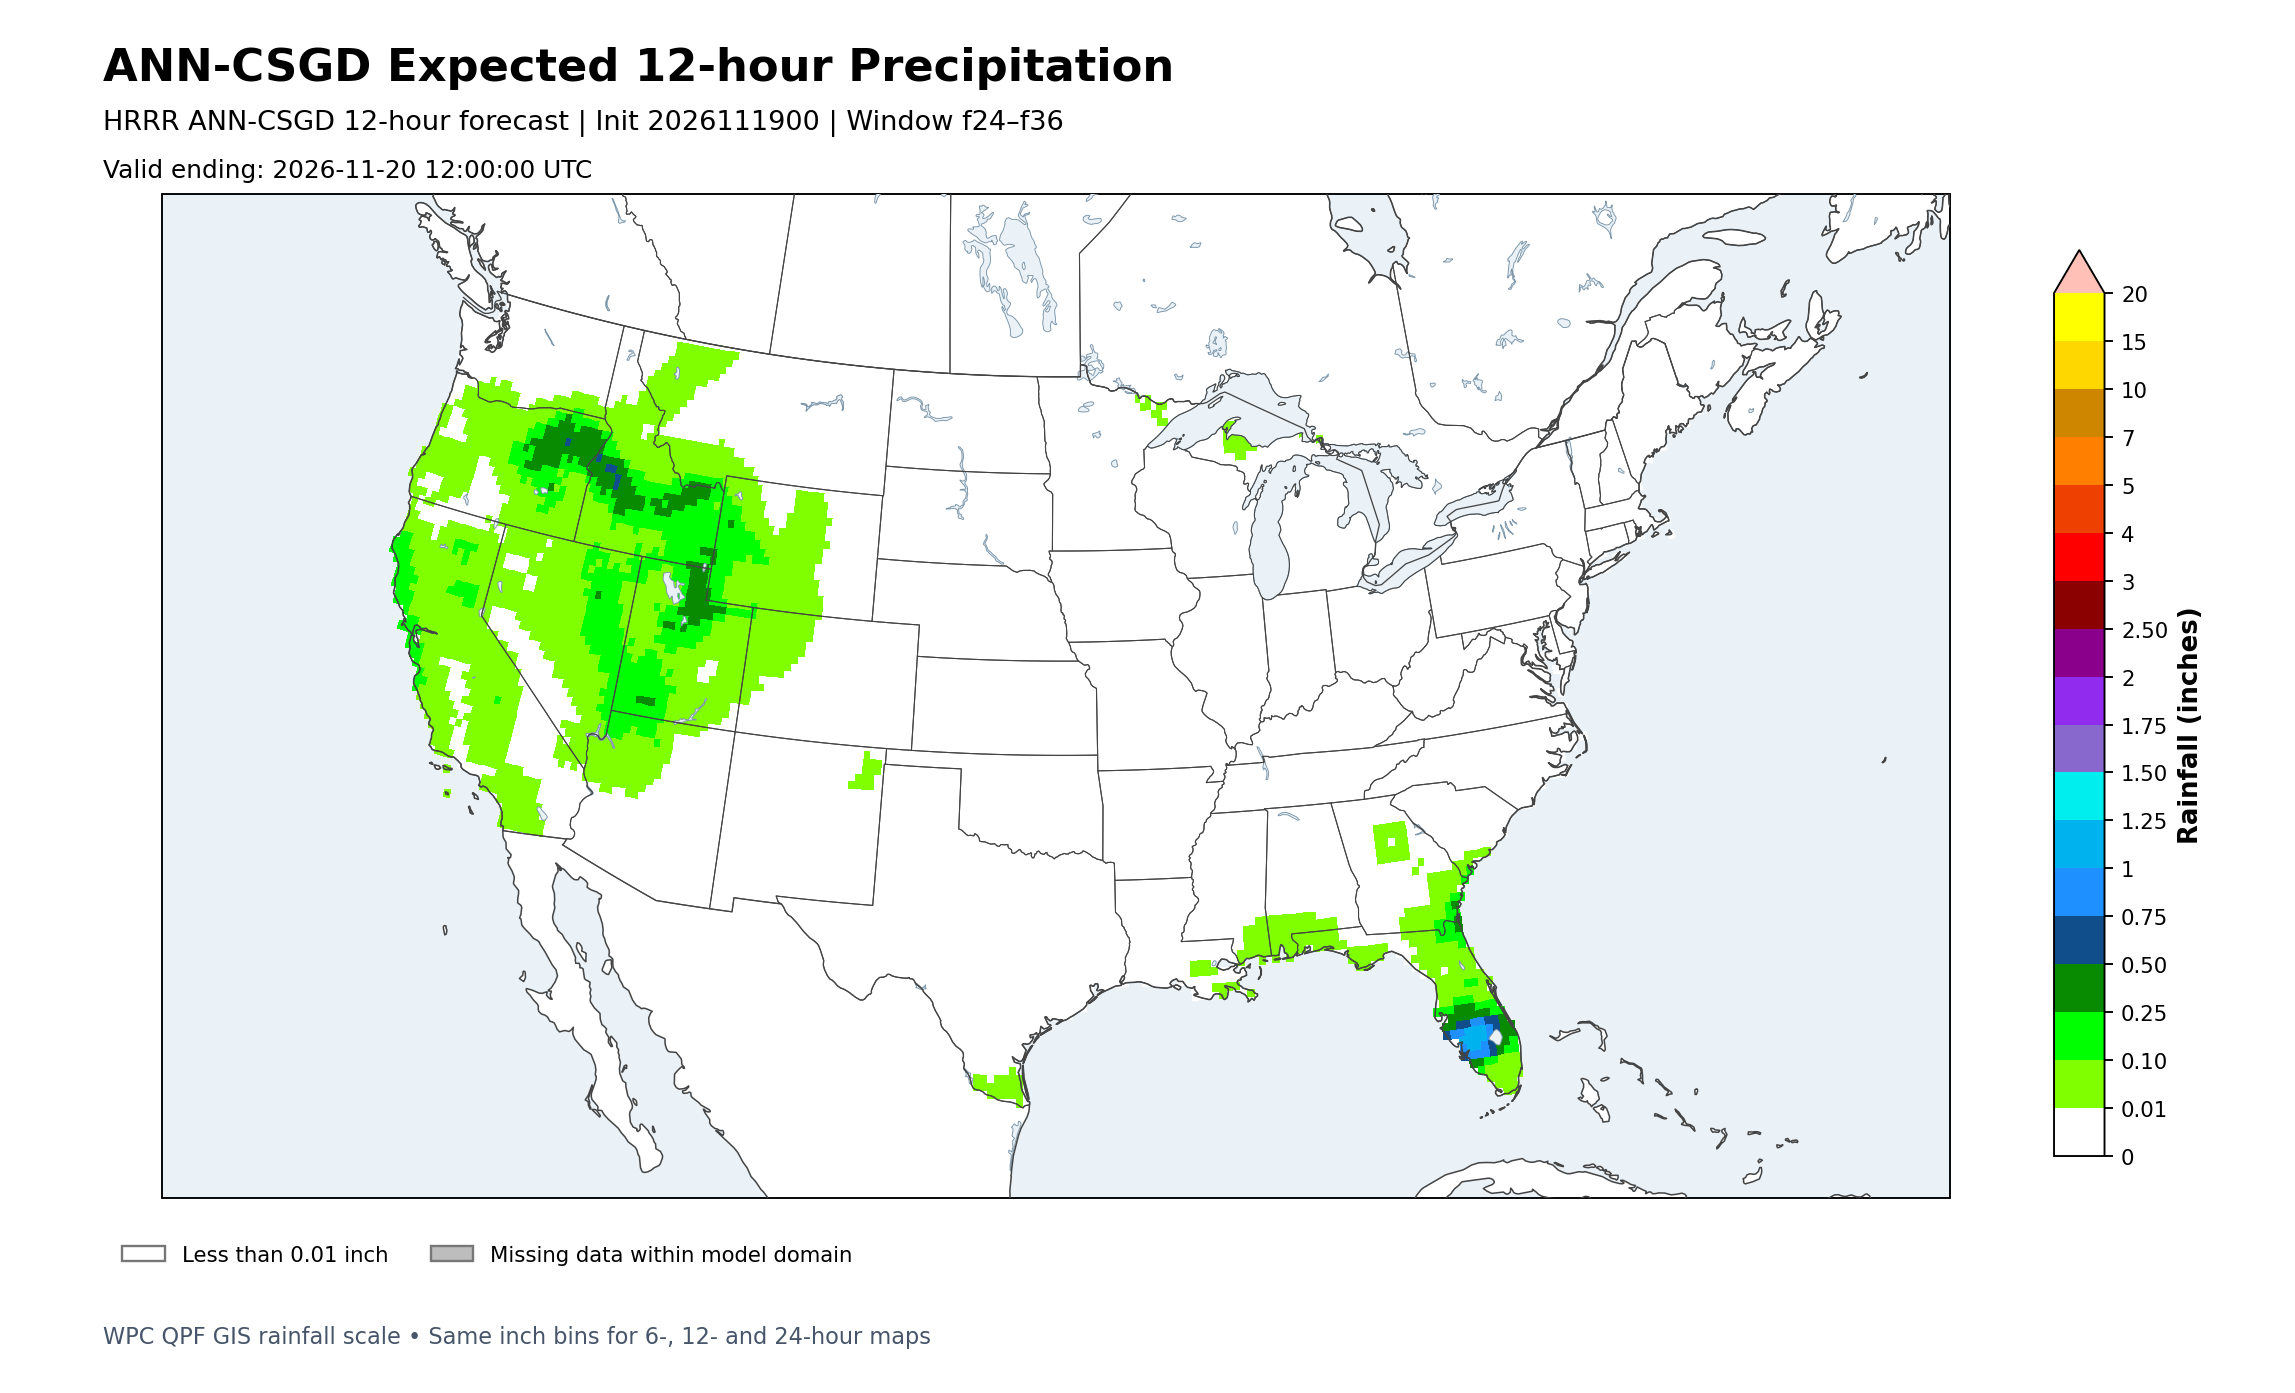 ANN-CSGD Expected 12-hour Precipitation
HRRR ANN-CSGD 12-hour forecast | Init 2026111900 | Window f24–f36
Valid ending: 2026-11-20 12:00:00 UTC
20
15
10
7
5
4
3
2.50
2
1.75
1.50
1.25
1
0.75
0.50
0.25
0.10
0.01
0
Rainfall (inches)
Less than 0.01 inch
Missing data within model domain
WPC QPF GIS rainfall scale • Same inch bins for 6-, 12- and 24-hour maps